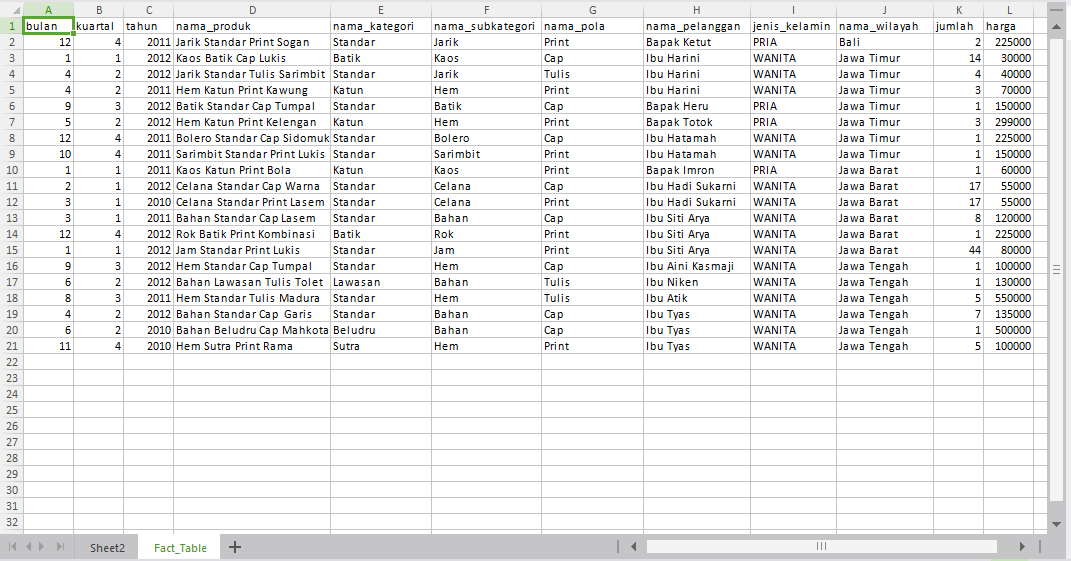 A B C D E F G H I J K L
1 bulan kuartal tahun nama_produk nama_kategori nama_subkategori nama_pola nama_pelanggan jenis_kelamin nama_wilayah jumlah harga
2 12 4 2011 Jarik Standar Print Sogan Standar Jarik Print Bapak Ketut PRIA Bali 2 225000
3 1 1 2012 Kaos Batik Cap Lukis Batik Kaos Cap Ibu Harini WANITA Jawa Timur 14 30000
4 4 2 2012 Jarik Standar Tulis Sarimbit Standar Jarik Tulis Ibu Harini WANITA Jawa Timur 4 40000
5 4 2 2011 Hem Katun Print Kawung Katun Hem Print Ibu Harini WANITA Jawa Timur 3 70000
6 9 3 2012 Batik Standar Cap Tumpal Standar Batik Cap Bapak Heru PRIA Jawa Timur 1 150000
7 5 2 2012 Hem Katun Print Kelengan Katun Hem Print Bapak Totok PRIA Jawa Timur 3 299000
8 12 4 2011 Bolero Standar Cap Sidomuk Standar Bolero Cap Ibu Hatamah WANITA Jawa Timur 1 225000
9 10 4 2011 Sarimbit Standar Print Lukis Standar Sarimbit Print Ibu Hatamah WANITA Jawa Timur 1 150000
10 1 1 2011 Kaos Katun Print Bola Katun Kaos Print Bapak Imron PRIA Jawa Barat 1 60000
11 2 1 2012 Celana Standar Cap Warna Standar Celana Cap Ibu Hadi Sukarni WANITA Jawa Barat 17 55000
12 3 1 2010 Celana Standar Print Lasem Standar Celana Print Ibu Hadi Sukarni WANITA Jawa Barat 17 55000
13 3 1 2011 Bahan Standar Cap Lasem Standar Bahan Cap Ibu Siti Arya WANITA Jawa Barat 8 120000
14 12 4 2012 Rok Batik Print Kombinasi Batik Rok Print Ibu Siti Arya WANITA Jawa Barat 1 225000
15 1 1 2012 Jam Standar Print Lukis Standar Jam Print Ibu Siti Arya WANITA Jawa Barat 44 80000
16 9 3 2012 Hem Standar Cap Tumpal Standar Hem Cap Ibu Aini Kasmaji WANITA Jawa Tengah 1 100000
17 6 2 2012 Bahan Lawasan Tulis Tolet Lawasan Bahan Tulis Ibu Niken WANITA Jawa Tengah 1 130000
18 8 3 2011 Hem Standar Tulis Madura Standar Hem Tulis Ibu Atik WANITA Jawa Tengah 5 550000
19 4 2 2012 Bahan Standar Cap Garis Standar Bahan Cap Ibu Tyas WANITA Jawa Tengah 7 135000
20 6 2 2010 Bahan Beludru Cap Mahkota Beludru Bahan Cap Ibu Tyas WANITA Jawa Tengah 1 500000
21 11 4 2010 Hem Sutra Print Rama Sutra Hem Print Ibu Tyas WANITA Jawa Tengah 5 100000
22
23
24
25
26
27
28
29
30
31
32
Sheet2 Fact_Table